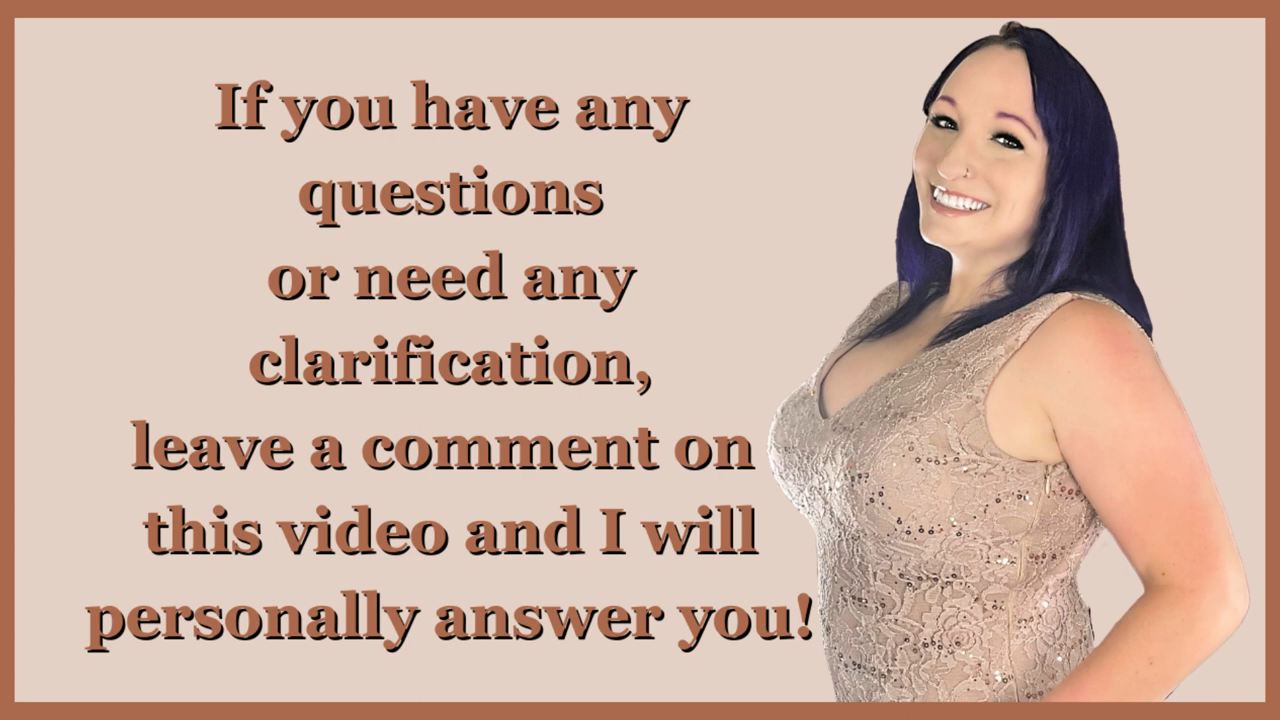 If you have any
questions
or need any
clarification,
leave a comment on
this video and I will
personally answer you!